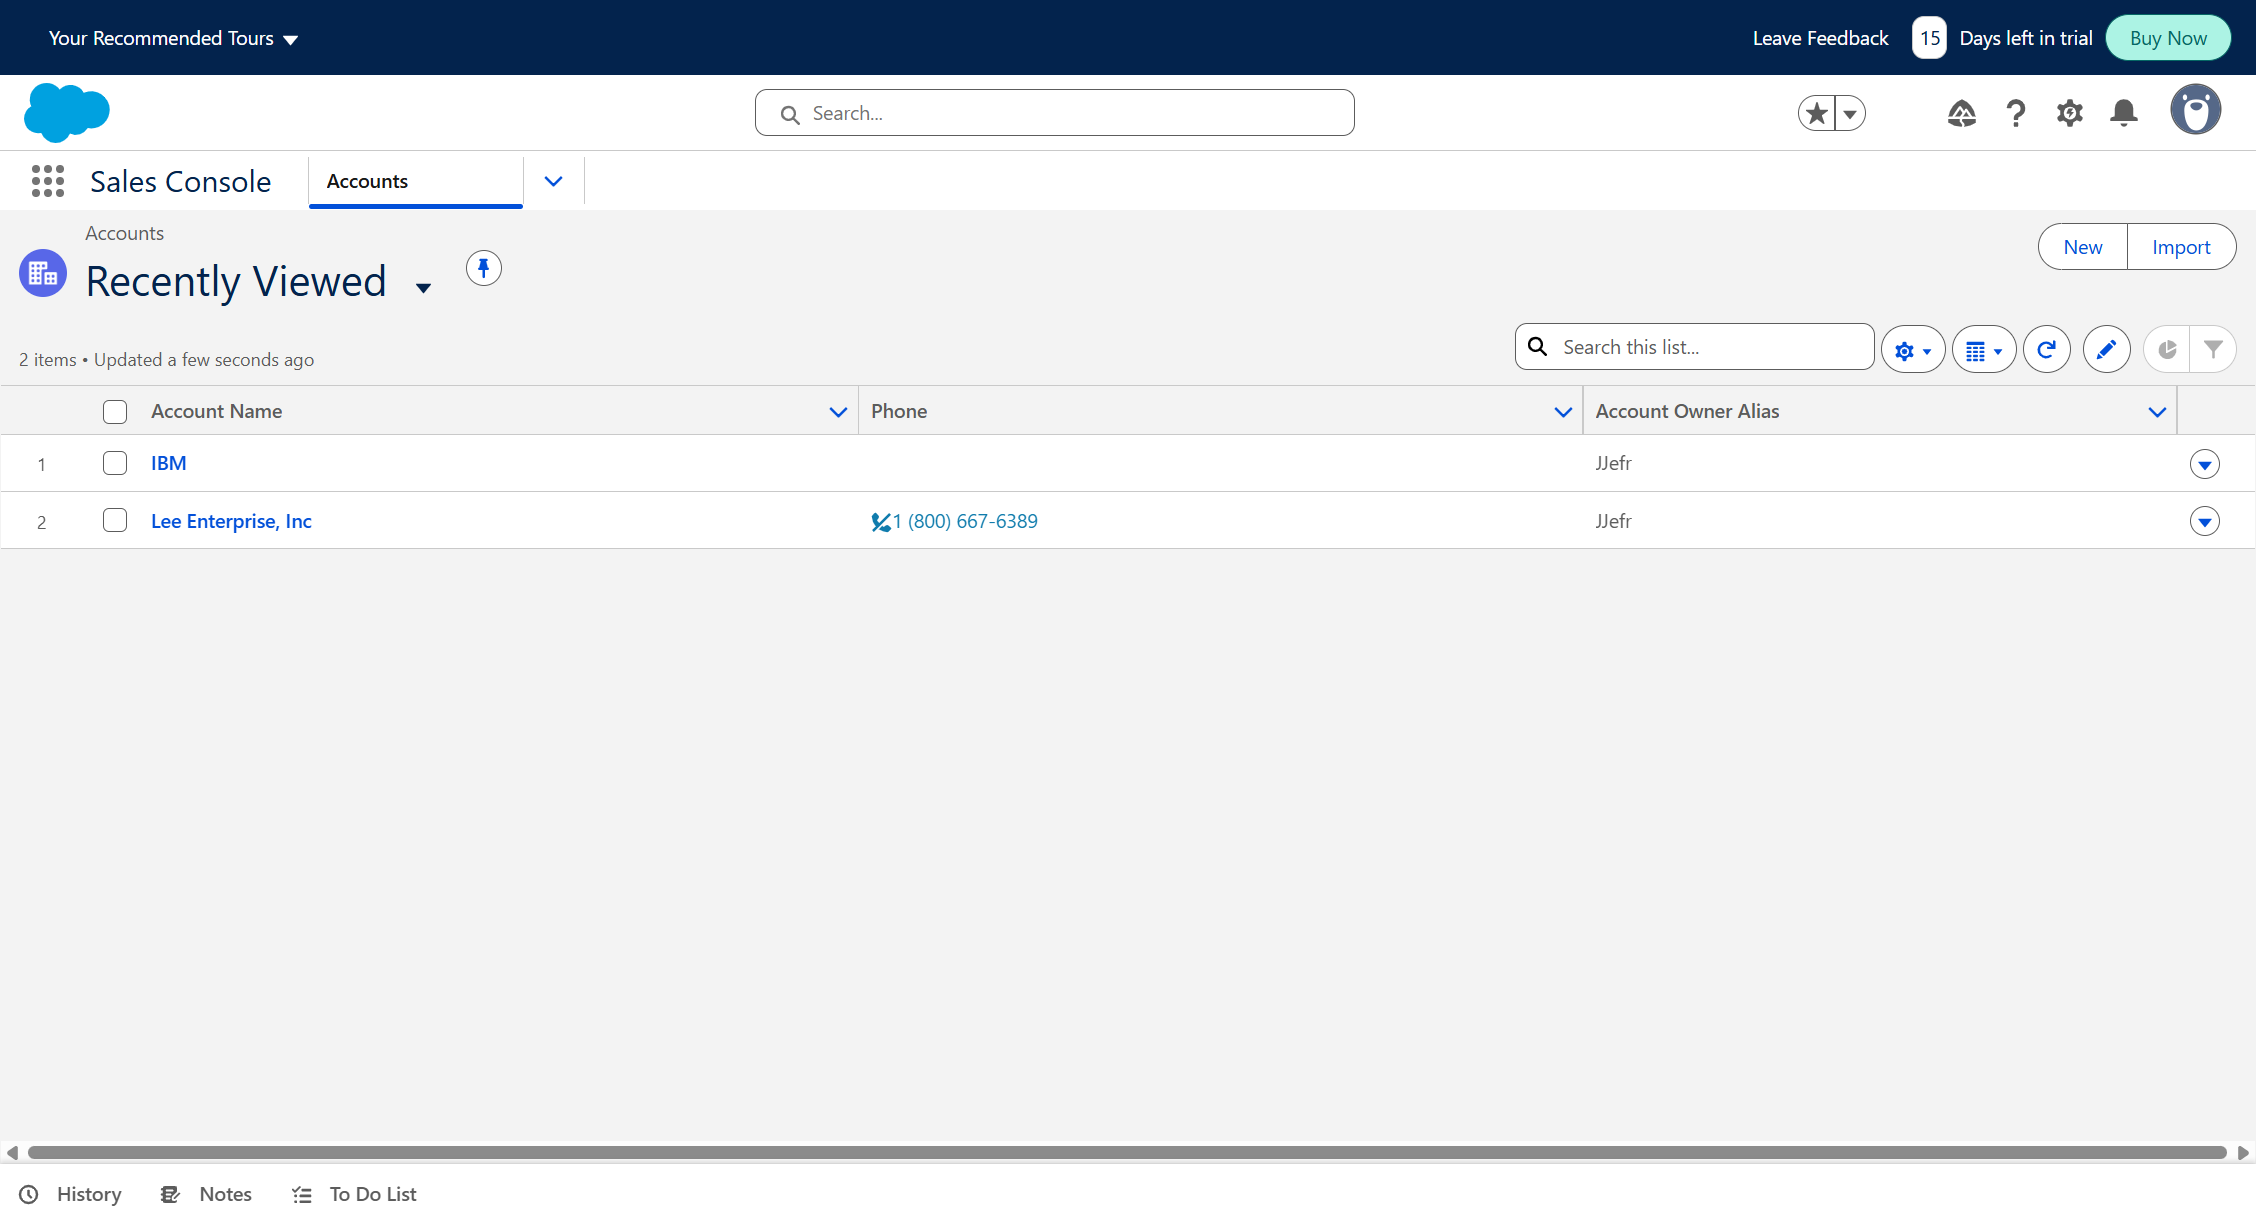 Your Recommended Tours
Leave Feedback
15
Days left in trial
Buy Now
Search...
Sales Console
Accounts
Accounts
Recently Viewed
New
Import
2 items • Updated a few seconds ago
Search this list...
Account Name
Phone
Account Owner Alias
1
IBM
JJefr
2
Lee Enterprise, Inc
1 (800) 667-6389
JJefr
History
Notes
To Do List